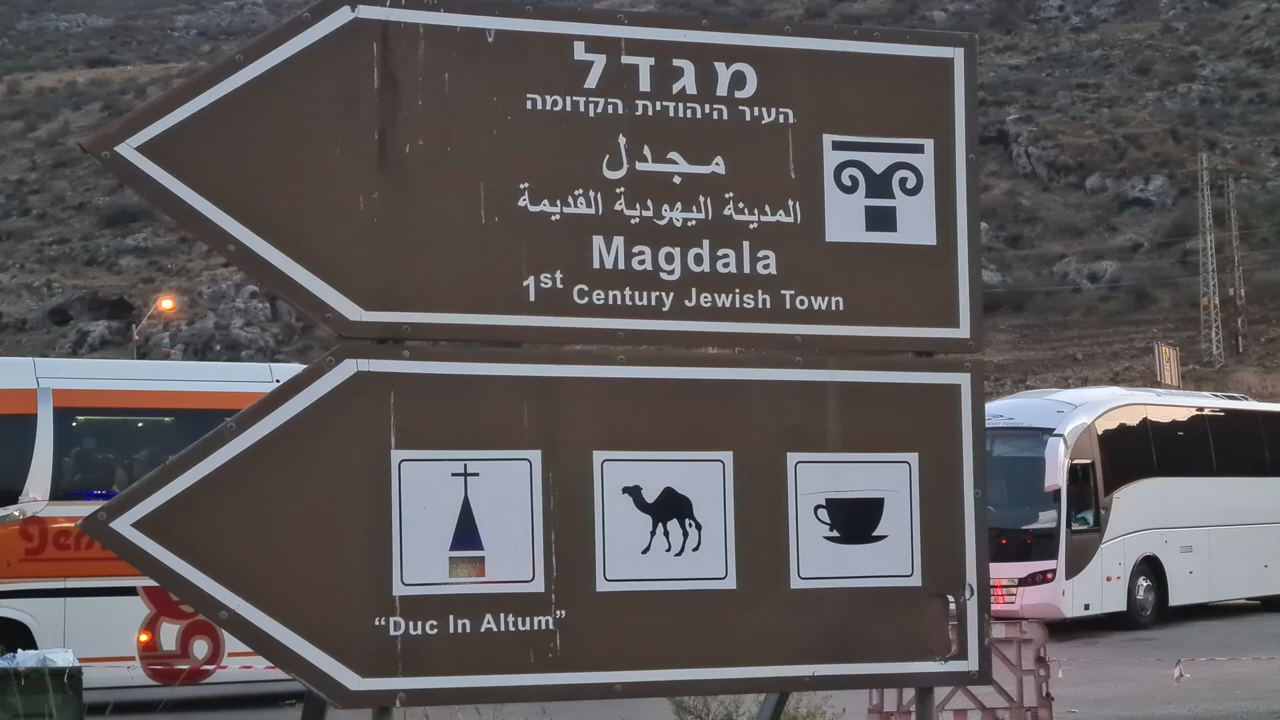 מגדל
העיר היהודית הקדומה
مجدل
المدينة اليهودية القديمة
Magdala
1st Century Jewish Town
“Duc In Altum”